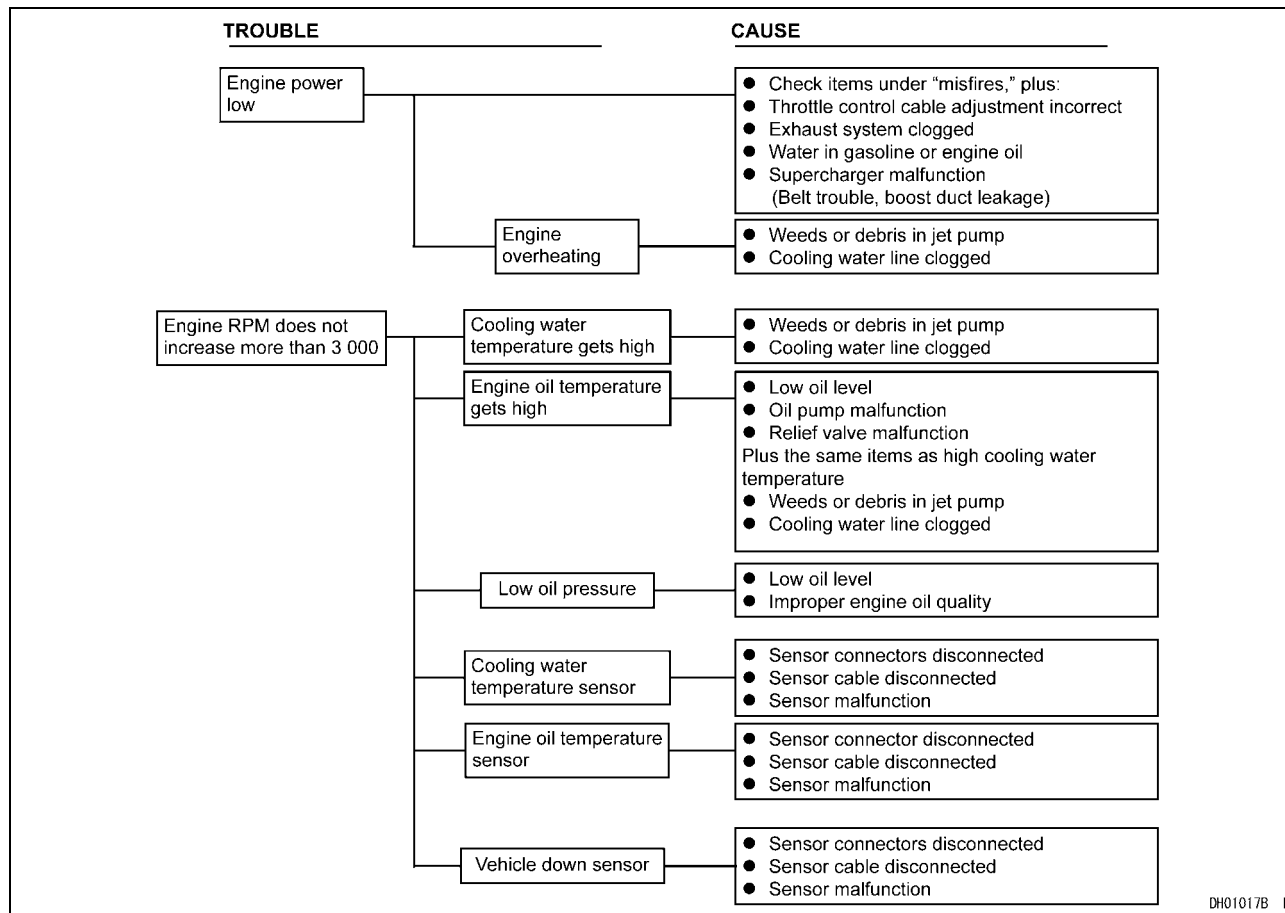 TROUBLE
CAUSE
Engine power
low
● Check items under “misfires,” plus:
● Throttle control cable adjustment incorrect
● Exhaust system clogged
● Water in gasoline or engine oil
● Supercharger malfunction
(Belt trouble, boost duct leakage)
Engine
overheating
● Weeds or debris in jet pump
● Cooling water line clogged
Engine RPM does not
increase more than 3 000
Cooling water
temperature gets high
● Weeds or debris in jet pump
● Cooling water line clogged
Engine oil temperature
gets high
● Low oil level
● Oil pump malfunction
● Relief valve malfunction
Plus the same items as high cooling water
temperature
● Weeds or debris in jet pump
● Cooling water line clogged
Low oil pressure
● Low oil level
● Improper engine oil quality
Cooling water
temperature sensor
● Sensor connectors disconnected
● Sensor cable disconnected
● Sensor malfunction
Engine oil temperature
sensor
● Sensor connector disconnected
● Sensor cable disconnected
● Sensor malfunction
Vehicle down sensor
● Sensor connectors disconnected
● Sensor cable disconnected
● Sensor malfunction
DH01017B